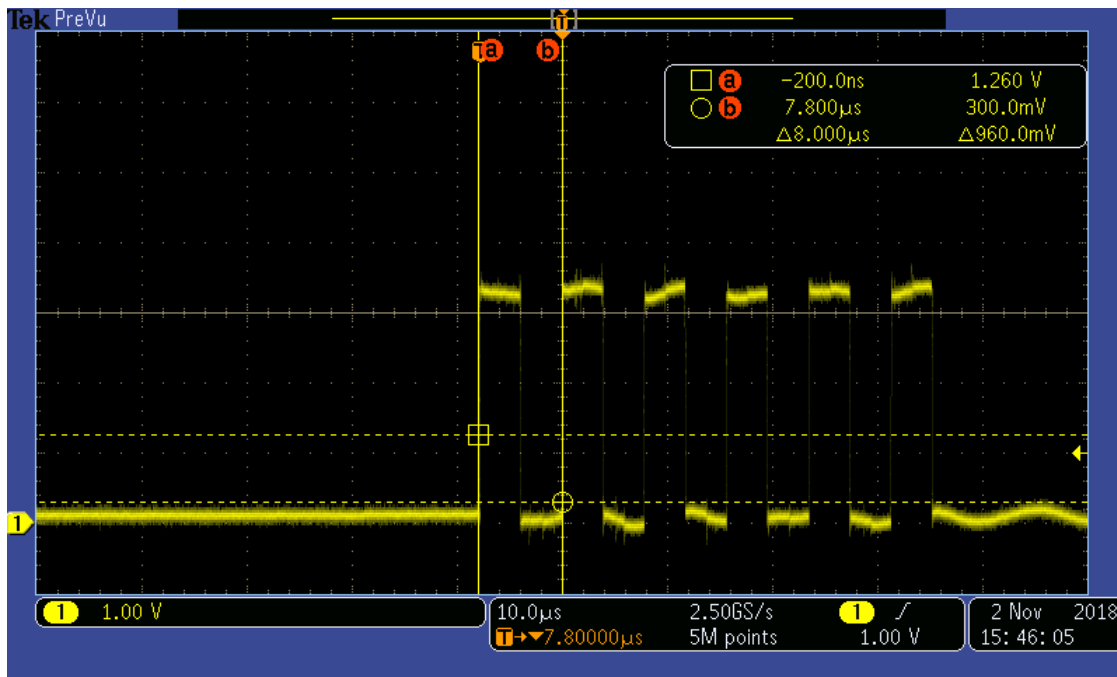 Tek PreVu
T
T a b
a -200.0ns 1.260 V
b 7.800µs 300.0mV
Δ8.000µs Δ960.0mV
1
1 1.00 V
10.0µs 2.50GS/s 1 / 2 Nov 2018
T→▼7.80000µs 5M points 1.00 V 15:46:05